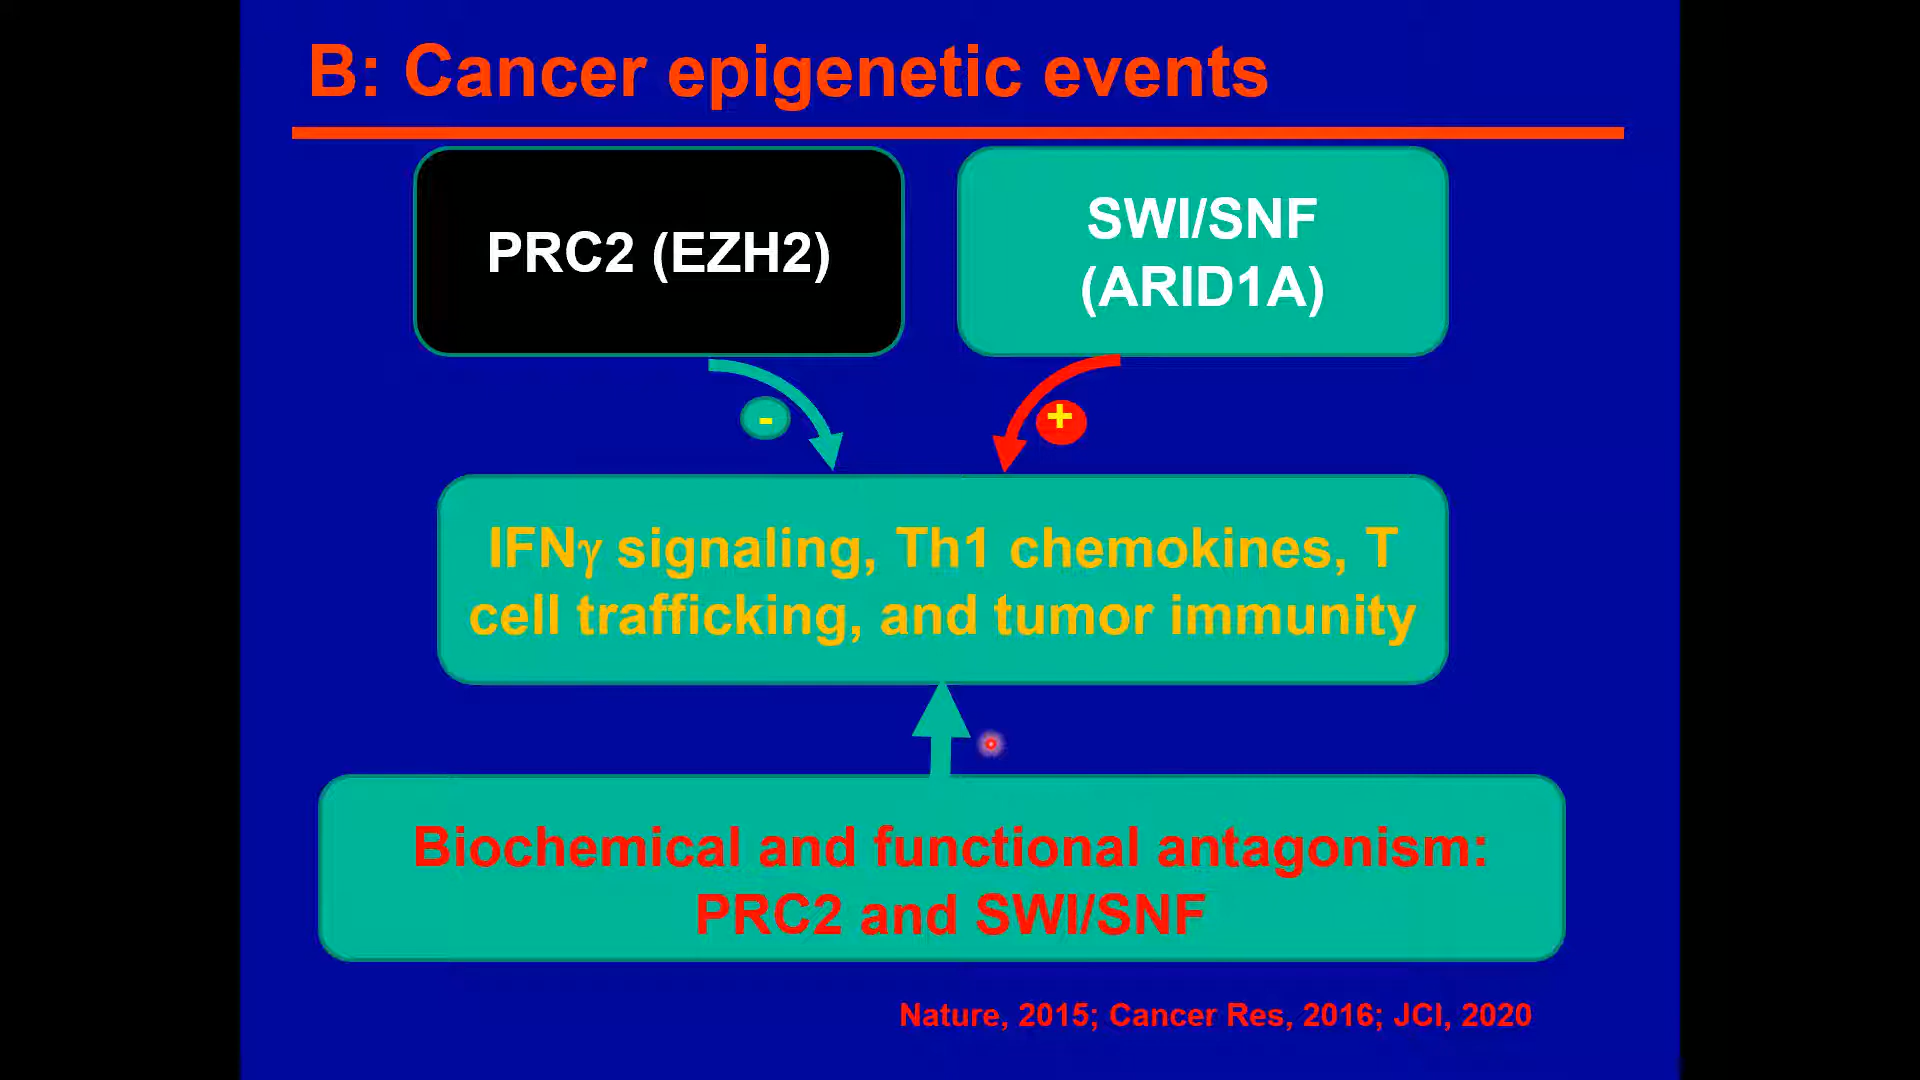 B: Cancer epigenetic events
PRC2 (EZH2)
SWI/SNF
(ARID1A)
-
+
IFNγ signaling, Th1 chemokines, T
cell trafficking, and tumor immunity
Biochemical and functional antagonism:
PRC2 and SWI/SNF
Nature, 2015; Cancer Res, 2016; JCI, 2020